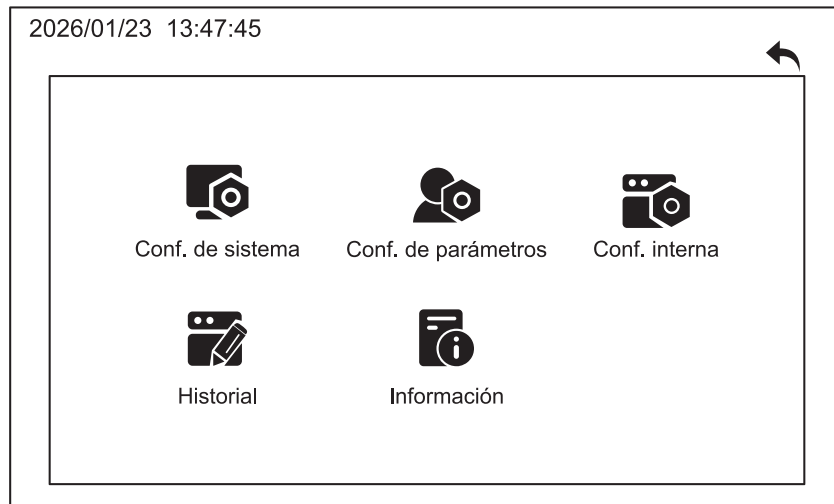 2026/01/23 13:47:45
Conf. de sistema
Conf. de parámetros
Conf. interna
Historial
Información